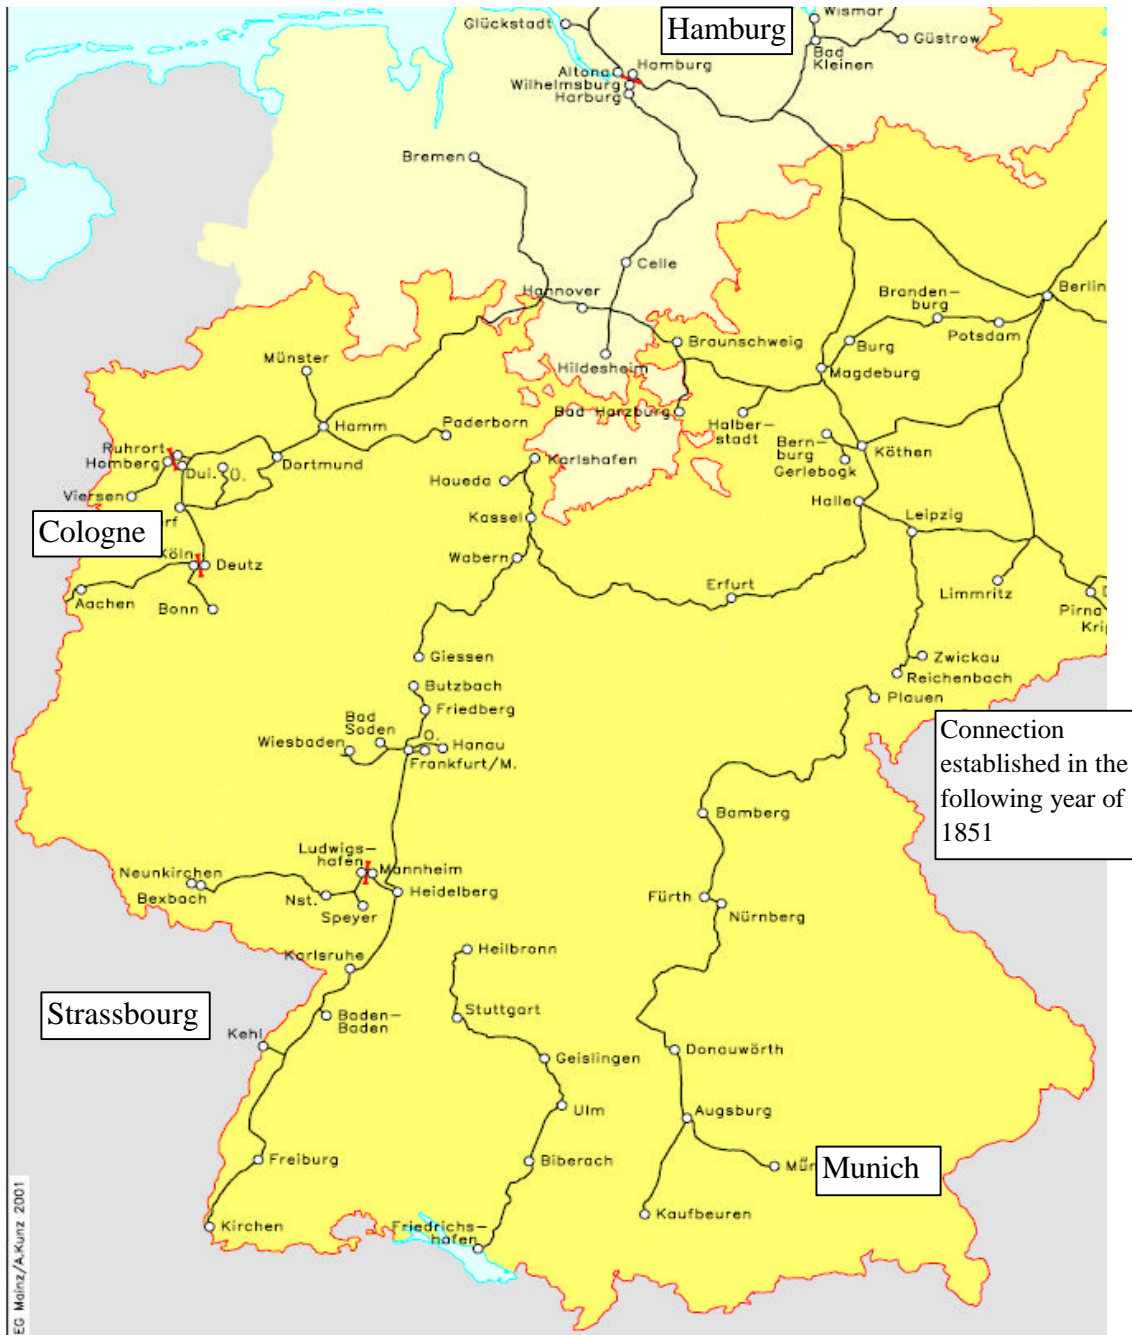 Glückstadt
Hamburg
Wismar
Güstrow
Bad
Kleinen
Altona
Hamburg
Wilhelmsburg
Harburg
Bremen
Celle
Hannover
Berlin
Branden-
burg
Potsdam
Braunschweig
Burg
Münster
Hildesheim
Magdeburg
Bad Harzburg
Halber-
stadt
Paderborn
Hamm
Bern-
burg
Gerlebogk
Köthen
Ruhrort
Homberg
Dui.
Ü.
Dortmund
Karlshafen
Haueda
Viersen
Halle
Leipzig
Kassel
rf
Cologne
Köln
Deutz
Wabern
Erfurt
Limmritz
Aachen
Bonn
Pirna
D
Krip
Giessen
Zwickau
Reichenbach
Butzbach
Plauen
Friedberg
Bad
Soden
O.
Wiesbaden
Hanau
Frankfurt/M.
Connection
established in the
following year of
1851
Bamberg
Ludwigs-
hafen
Mannheim
Neunkirchen
Bexbach
Nst.
Speyer
Heidelberg
Fürth
Nürnberg
Karlsruhe
Heilbronn
Strassbourg
Baden-
Baden
Stuttgart
Kehl
Geislingen
Donauwörth
Ulm
Augsburg
Freiburg
Biberach
Mün
Munich
Kirchen
Friedrichs-
hafen
Kaufbeuren
EG Mainz/A.Kunz 2001